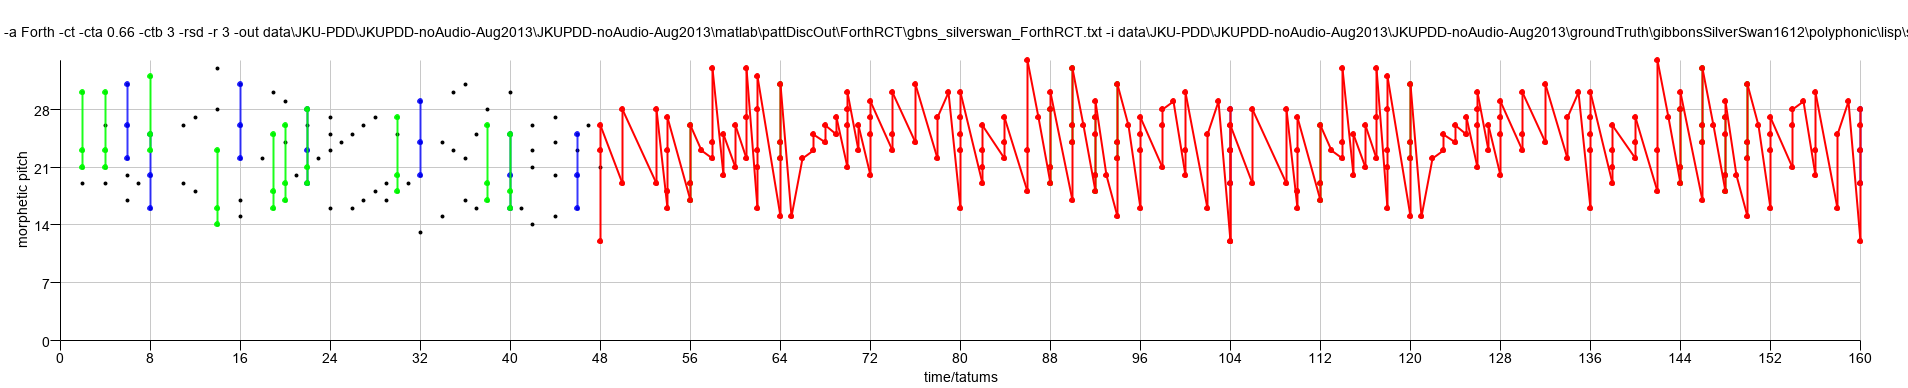 -a Forth -ct -cta 0.66 -ctb 3 -rsd -r 3 -out data\JKU-PDD\JKUPDD-noAudio-Aug2013\JKUPDD-noAudio-Aug2013\matlab\pattDiscOut\ForthRCT\gbns_silverswan_ForthRCT.txt -i data\JKU-PDD\JKUPDD-noAudio-Aug2013\JKUPDD-noAudio-Aug2013\groundTruth\gibbonsSilverSwan1612\polyphonic\lisp\s
morphetic pitch
28
21
14
7
0
0 8 16 24 32 40 48 56 64 72 80 88 96 104 112 120 128 136 144 152 160
time/tatums